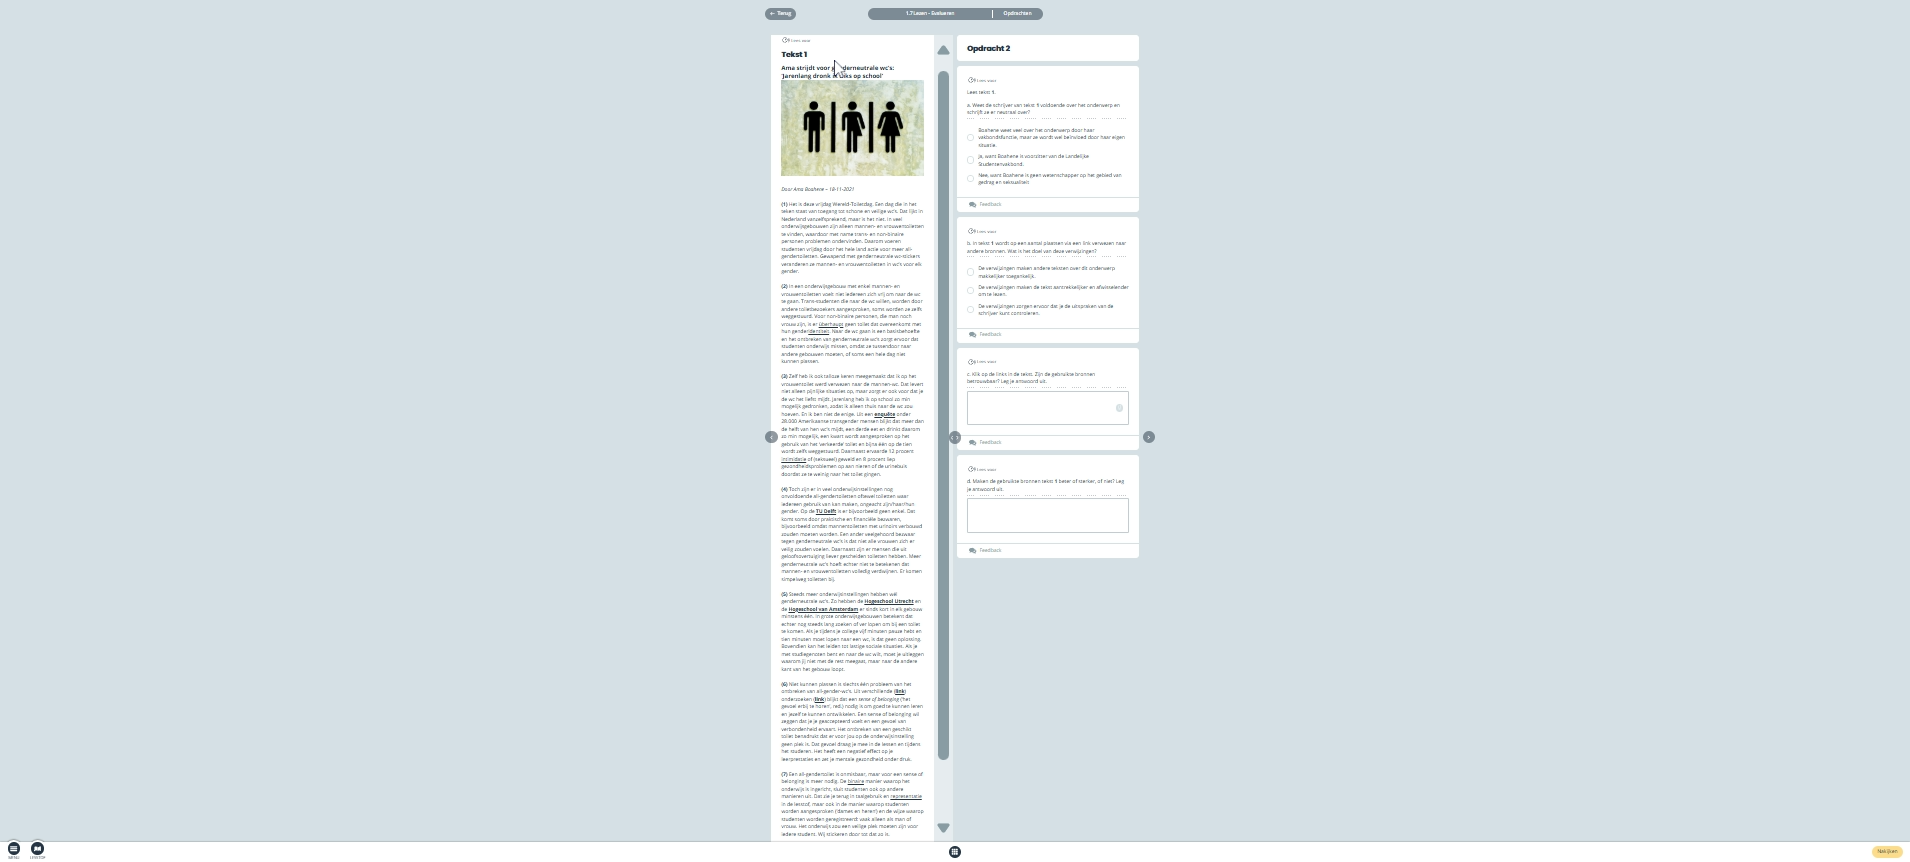 ← Terug
1.7 Lezen - Evalueren | Opdrachten
Lees voor
Tekst 1
Ama strijdt voor genderneutrale wc's:
'Jarenlang dronk ik niks op school'
Door Ama Boahene – 18-11-2021
(1) Het is deze vrijdag Wereld-Toiletdag. Een dag die in het
teken staat van toegang tot schone en veilige wc's. Dat lijkt in
Nederland vanzelfsprekend, maar is het niet: in veel
onderwijsgebouwen zijn alleen mannen- en vrouwentoiletten
te vinden, waardoor met name trans- en non-binaire
personen problemen ondervinden. Daarom voeren
studenten vrijdag door het hele land actie voor meer all-
gendertoiletten. Gewapend met genderneutrale wc-stickers
veranderen ze mannen- en vrouwentoiletten in wc's voor elk
gender.
(2) In een onderwijsgebouw met enkel mannen- en
vrouwentoiletten voelt niet iedereen zich vrij om naar de wc
te gaan. Trans-studenten die naar de wc willen, worden door
andere toiletbezoekers aangesproken, soms worden ze zelfs
weggestuurd. Voor non-binaire personen, die man noch
vrouw zijn, is er überhaupt geen toilet dat overeenkomt met
hun genderidentiteit. Naar de wc gaan is een basisbehoefte
en het ontbreken van genderneutrale wc's zorgt ervoor dat
studenten onderwijs missen, omdat ze tussendoor naar
andere gebouwen moeten, of soms een hele dag niet
kunnen plassen.
(3) Zelf heb ik ook talloze keren meegemaakt dat ik op het
vrouwentoilet werd verwezen naar de mannen-wc. Dat levert
niet alleen pijnlijke situaties op, maar zorgt er ook voor dat je
de wc het liefst mijdt. Jarenlang heb ik op school zo min
mogelijk gedronken, zodat ik alleen thuis naar de wc zou
hoeven. En ik ben niet de enige. Uit een enquête onder
28.000 Amerikaanse transgender mensen blijkt dat meer dan
de helft van hen wc's mijdt, een derde eet en drinkt daarom
zo min mogelijk, een kwart wordt aangesproken op het
gebruik van het 'verkeerde' toilet en bijna één op de tien
wordt zelfs weggestuurd. Daarnaast ervaarde 12 procent
intimidatie of (seksueel) geweld en 8 procent liep
gezondheidsproblemen op aan nieren of de urinebuis
doordat ze te weinig naar het toilet gingen.
(4) Toch zijn er in veel onderwijsinstellingen nog
onvoldoende all-gendertoiletten oftewel toiletten waar
iedereen gebruik van kan maken, ongeacht zijn/haar/hun
gender. Op de TU Delft is er bijvoorbeeld geen enkel. Dat
komt soms door praktische en financiële bezwaren,
bijvoorbeeld omdat mannentoiletten met urinoirs verbouwd
zouden moeten worden. Een ander veelgehoord bezwaar
tegen genderneutrale wc's is dat niet alle vrouwen zich er
veilig zouden voelen. Daarnaast zijn er mensen die uit
geloofsovertuiging liever gescheiden toiletten hebben. Meer
genderneutrale wc's hoeft echter niet te betekenen dat
mannen- en vrouwentoiletten volledig verdwijnen. Er komen
simpelweg toiletten bij.
(5) Steeds meer onderwijsinstellingen hebben wél
genderneutrale wc's. Zo hebben de Hogeschool Utrecht en
de Hogeschool van Amsterdam er sinds kort in elk gebouw
minstens één. In grote onderwijsgebouwen betekent dat
echter nog steeds lang zoeken of ver lopen om bij een toilet
te komen. Als je tijdens je college vijf minuten pauze hebt en
tien minuten moet lopen naar een wc, is dat geen oplossing.
Bovendien kan het leiden tot lastige sociale situaties. Als je
met studiegenoten bent en naar de wc wilt, moet je uitleggen
waarom jij niet met de rest meegaat, maar naar de andere
kant van het gebouw loopt.
(6) Niet kunnen plassen is slechts één probleem van het
ontbreken van all-gender-wc's. Uit verschillende (link)
onderzoeken (link) blijkt dat een sense of belonging ('het
gevoel erbij te horen', red.) nodig is om goed te kunnen leren
en jezelf te kunnen ontwikkelen. Een sense of belonging wil
zeggen dat je je geaccepteerd voelt en een gevoel van
verbondenheid ervaart. Het ontbreken van een geschikt
toilet benadrukt dat er voor jou op de onderwijsinstelling
geen plek is. Dat gevoel draag je mee in de lessen en tijdens
het studeren. Het heeft een negatief effect op je
leerprestaties en zet je mentale gezondheid onder druk.
(7) Een all-gendertoilet is onmisbaar, maar voor een sense of
belonging is meer nodig. De binaire manier waarop het
onderwijs is ingericht, sluit studenten ook op andere
manieren uit. Dat zie je terug in taalgebruik en representatie
in de lesstof, maar ook in de manier waarop studenten
worden aangesproken ('dames en heren') en de wijze waarop
studenten worden geregistreerd: vaak alleen als man of
vrouw. Het onderwijs zou een veilige plek moeten zijn voor
iedere student. Wij stickeren door tot dat zo is.
Opdracht 2
Lees voor
Lees tekst 1.
a. Weet de schrijver van tekst 1 voldoende over het onderwerp en
schrijft ze er neutraal over?
Boahene weet veel over het onderwerp door haar
vakbondsfunctie, maar ze wordt wel beïnvloed door haar eigen
situatie.
Ja, want Boahene is voorzitter van de Landelijke
Studentenvakbond.
Nee, want Boahene is geen wetenschapper op het gebied van
gedrag en seksualiteit
Feedback
Lees voor
b. In tekst 1 wordt op een aantal plaatsen via een link verwezen naar
andere bronnen. Wat is het doel van deze verwijzingen?
De verwijzingen maken andere teksten over dit onderwerp
makkelijker toegankelijk.
De verwijzingen maken de tekst aantrekkelijker en afwisselender
om te lezen.
De verwijzingen zorgen ervoor dat je de uitspraken van de
schrijver kunt controleren.
Feedback
Lees voor
c. Klik op de links in de tekst. Zijn de gebruikte bronnen
betrouwbaar? Leg je antwoord uit.
Feedback
Lees voor
d. Maken de gebruikte bronnen tekst 1 beter of sterker, of niet? Leg
je antwoord uit.
Feedback
MENU
LESSTOF
Nakijken